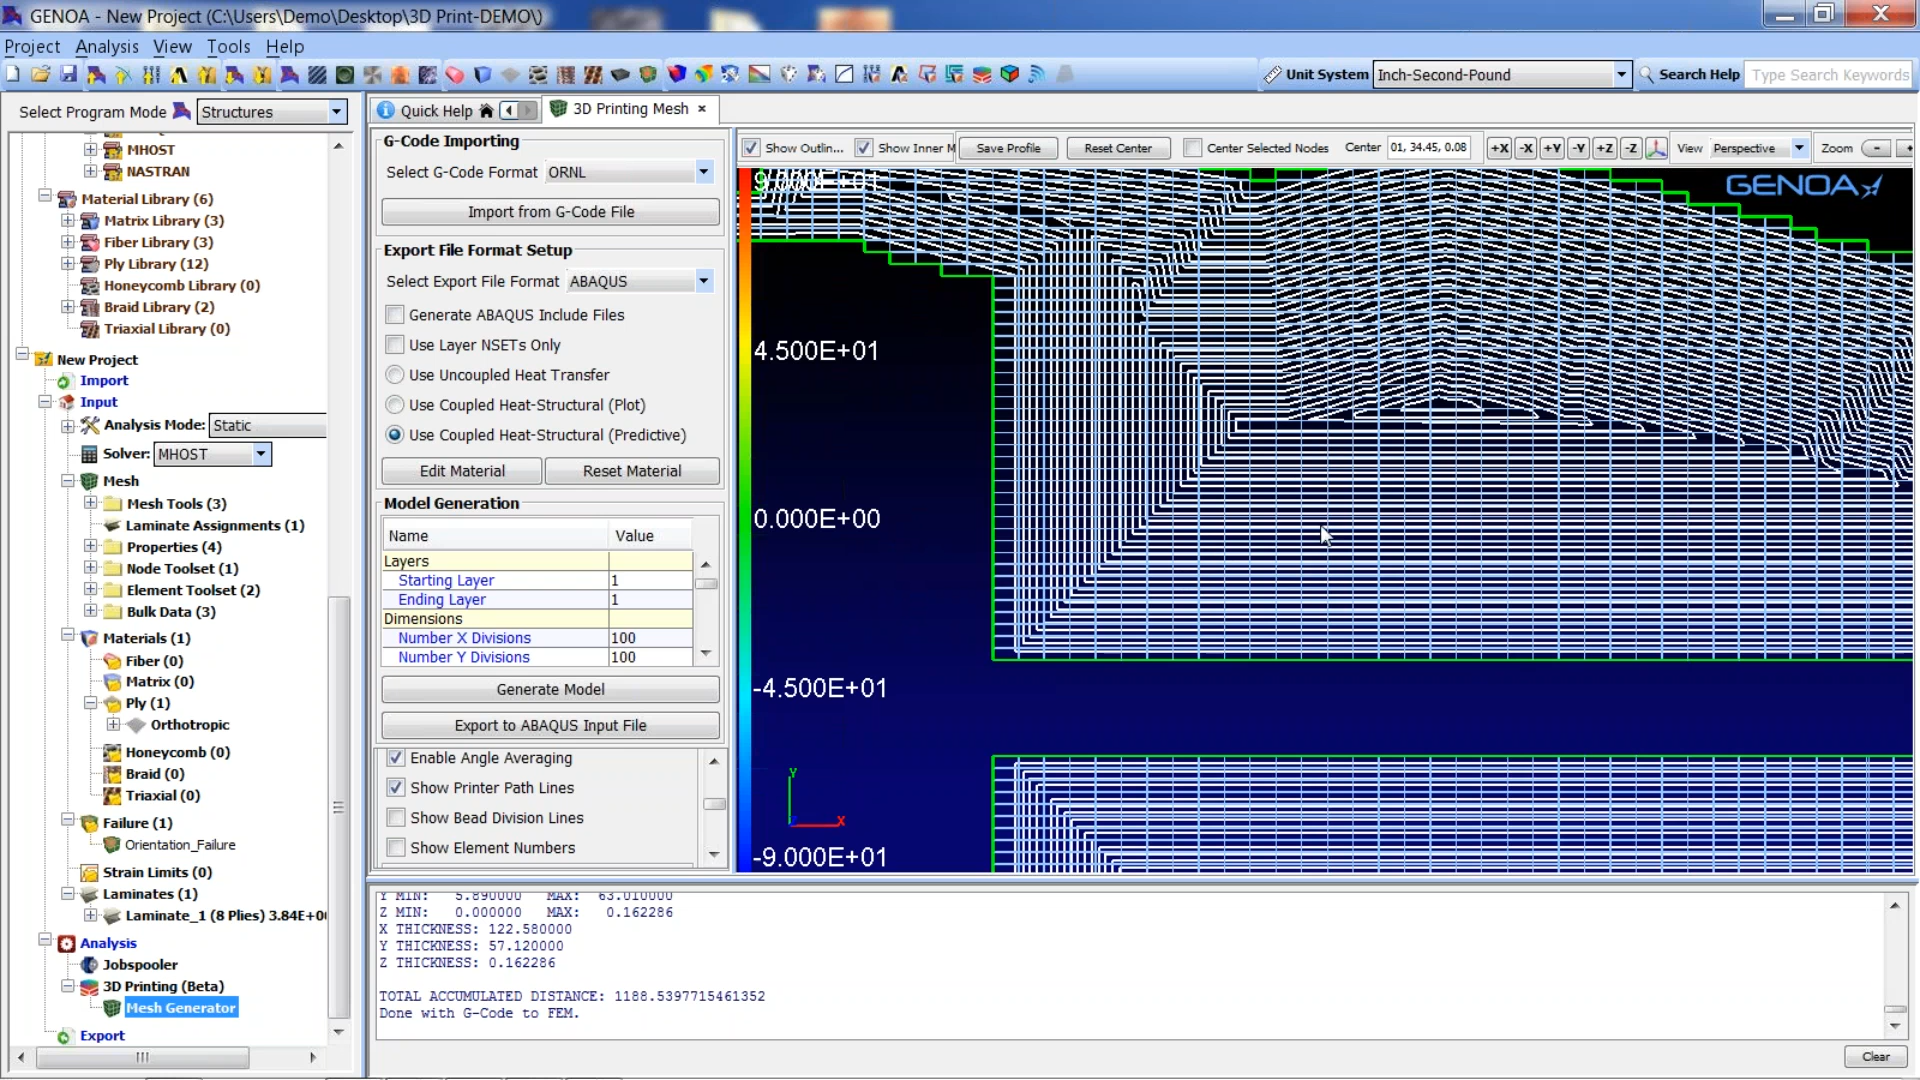 GENOA - New Project (C:\Users\Demo\Desktop\3D Print-DEMO\)
Project Analysis View Tools Help
Unit System Inch-Second-Pound Search Help Type Search Keywords
Select Program Mode Structures
MHOST
NASTRAN
Material Library (6)
Matrix Library (3)
Fiber Library (3)
Ply Library (12)
Honeycomb Library (0)
Braid Library (2)
Triaxial Library (0)
New Project
Import
Input
Analysis Mode: Static
Solver: MHOST
Mesh
Mesh Tools (3)
Laminate Assignments (1)
Properties (4)
Node Toolset (1)
Element Toolset (2)
Bulk Data (3)
Materials (1)
Fiber (0)
Matrix (0)
Ply (1)
Orthotropic
Honeycomb (0)
Braid (0)
Triaxial (0)
Failure (1)
Orientation_Failure
Strain Limits (0)
Laminates (1)
Laminate_1 (8 Plies) 3.84E+0
Analysis
Jobspooler
3D Printing (Beta)
Mesh Generator
Export
Quick Help
3D Printing Mesh
G-Code Importing
Select G-Code Format ORNL
Import from G-Code File
Export File Format Setup
Select Export File Format ABAQUS
Generate ABAQUS Include Files
Use Layer NSETs Only
Use Uncoupled Heat Transfer
Use Coupled Heat-Structural (Plot)
Use Coupled Heat-Structural (Predictive)
Edit Material Reset Material
Model Generation
Name Value
Layers
Starting Layer 1
Ending Layer 1
Dimensions
Number X Divisions 100
Number Y Divisions 100
Generate Model
Export to ABAQUS Input File
Enable Angle Averaging
Show Printer Path Lines
Show Bead Division Lines
Show Element Numbers
Show Outlin... Show Inner M Save Profile Reset Center Center Selected Nodes Center 01, 34.45, 0.08 +X -X +Y -Y +Z -Z View Perspective Zoom -
9.000E+01
GENOA
4.500E+01
0.000E+00
-4.500E+01
-9.000E+01
Y
X
Y MIN: 5.890000 MAX: 63.010000
Z MIN: 0.000000 MAX: 0.162286
X THICKNESS: 122.580000
Y THICKNESS: 57.120000
Z THICKNESS: 0.162286
TOTAL ACCUMULATED DISTANCE: 1188.5397715461352
Done with G-Code to FEM.
Clear